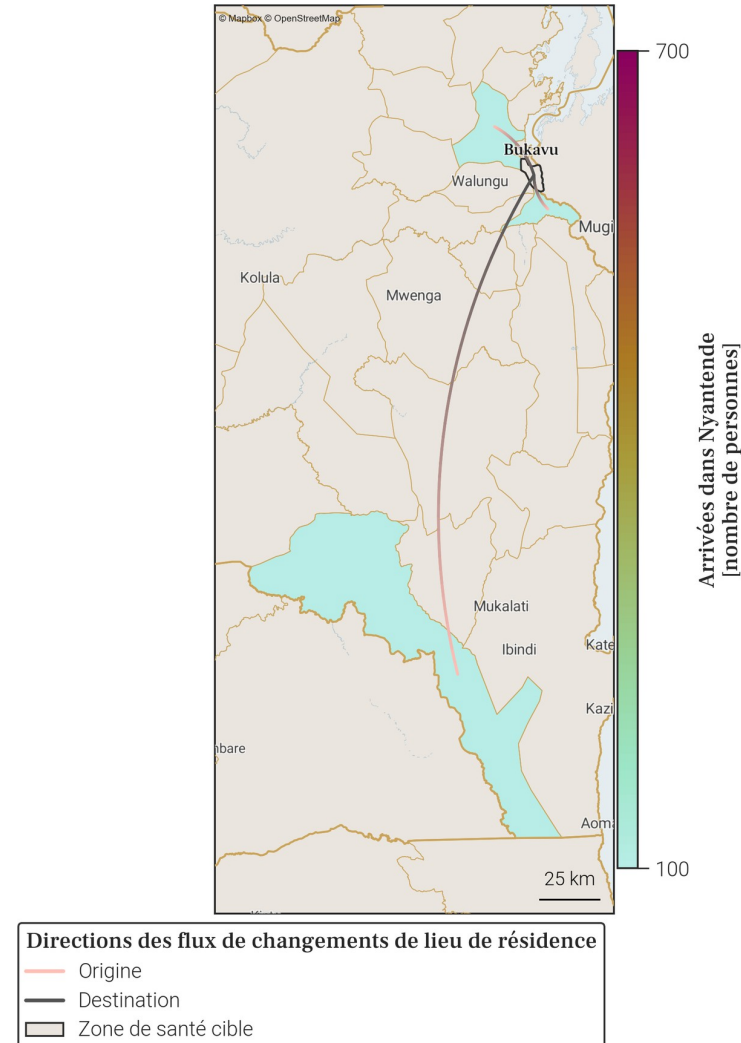 © Mapbox © OpenStreetMap
700
Bukavu
Walungu
Mugi
Kolula
Mwenga
Arrivées dans Nyantende
[nombre de personnes]
Mukalati
Ibindi
Kate
Kazi
nbare
Aoma
100
25 km
Directions des flux de changements de lieu de résidence
Origine
Destination
Zone de santé cible